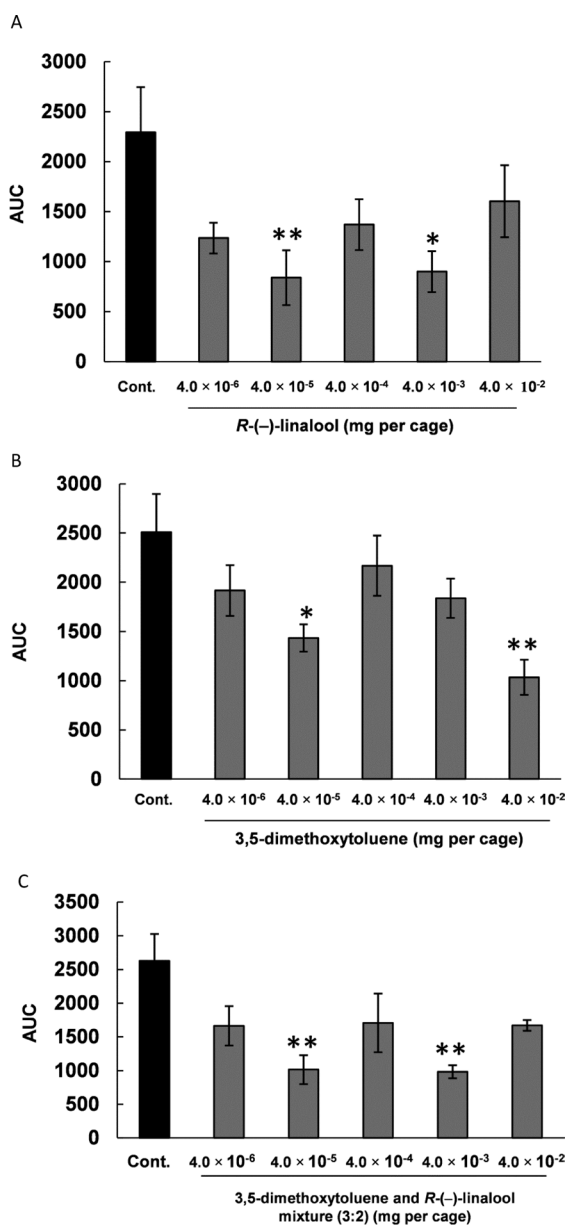 A
3000
2500
2000
1500
1000
500
0
AUC
**
*
Cont. 4.0 × 10⁻⁶ 4.0 × 10⁻⁵ 4.0 × 10⁻⁴ 4.0 × 10⁻³ 4.0 × 10⁻²
R-(−)-linalool (mg per cage)
B
3000
2500
2000
1500
1000
500
0
AUC
*
**
Cont. 4.0 × 10⁻⁶ 4.0 × 10⁻⁵ 4.0 × 10⁻⁴ 4.0 × 10⁻³ 4.0 × 10⁻²
3,5-dimethoxytoluene (mg per cage)
C
3500
3000
2500
2000
1500
1000
500
0
AUC
**
**
Cont. 4.0 × 10⁻⁶ 4.0 × 10⁻⁵ 4.0 × 10⁻⁴ 4.0 × 10⁻³ 4.0 × 10⁻²
3,5-dimethoxytoluene and R-(−)-linalool
mixture (3:2) (mg per cage)